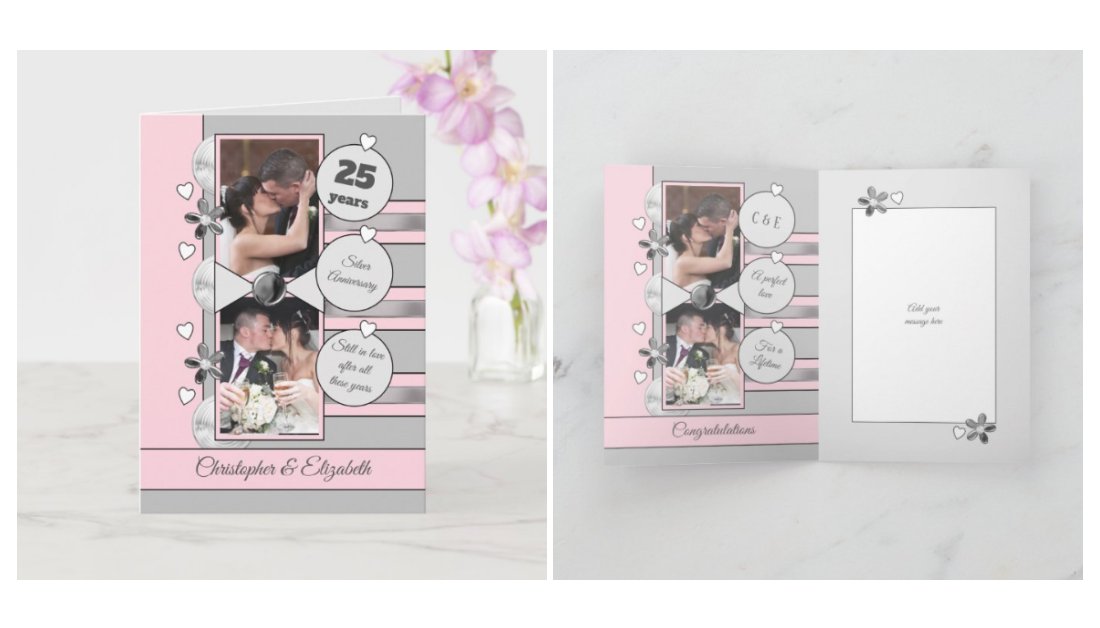 25
years
Silver
Anniversary
Still in love
after all
these years.
Christopher & Elizabeth
C & E
A perfect
love
For a
Lifetime
Congratulations
Add your
message here